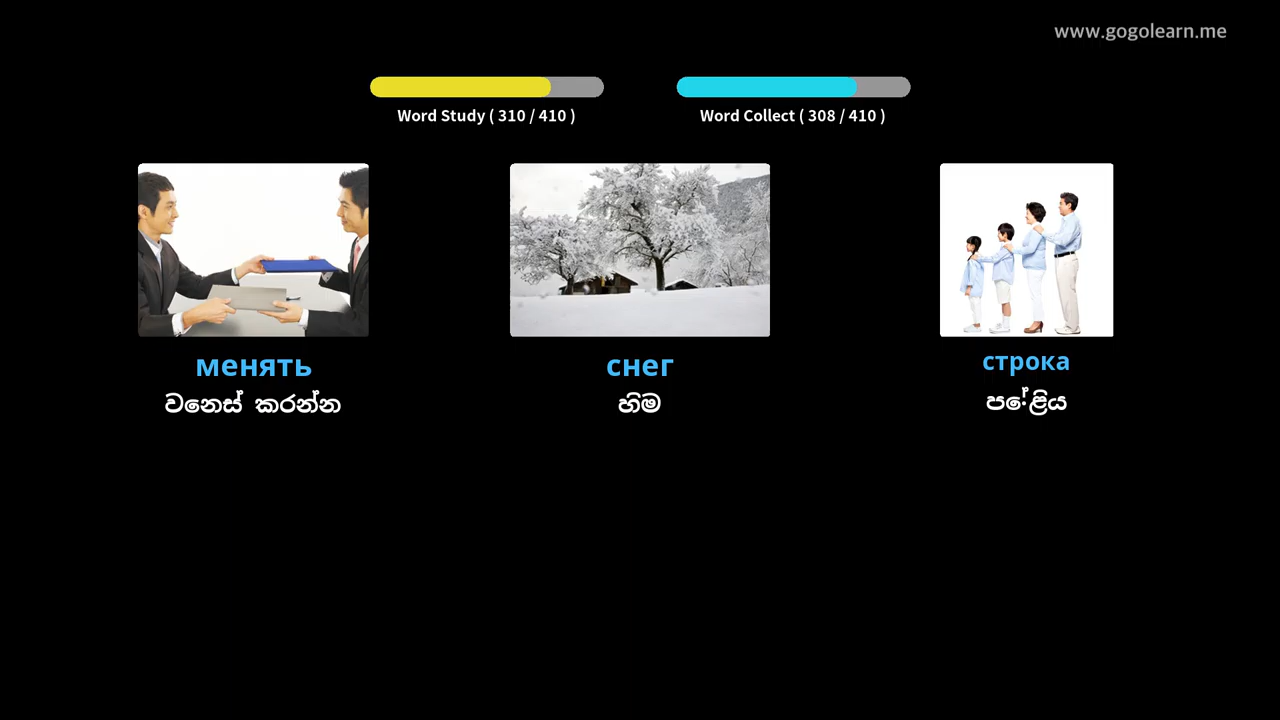 www.gogolearn.me
Word Study ( 310 / 410 )
Word Collect ( 308 / 410 )
менять
වනෙස් කරන්න
снег
හිම
строка
පේළිය